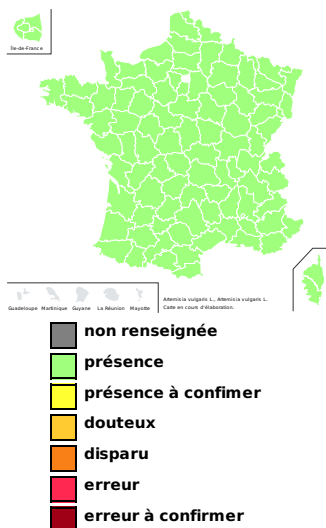 Île-de-France
Guadeloupe Martinique Guyane La Réunion Mayotte
Artemisia vulgaris L., Artemisia vulgaris L.
Carte en cours d'élaboration.
non renseignée
présence
présence à confimer
douteux
disparu
erreur
erreur à confirmer